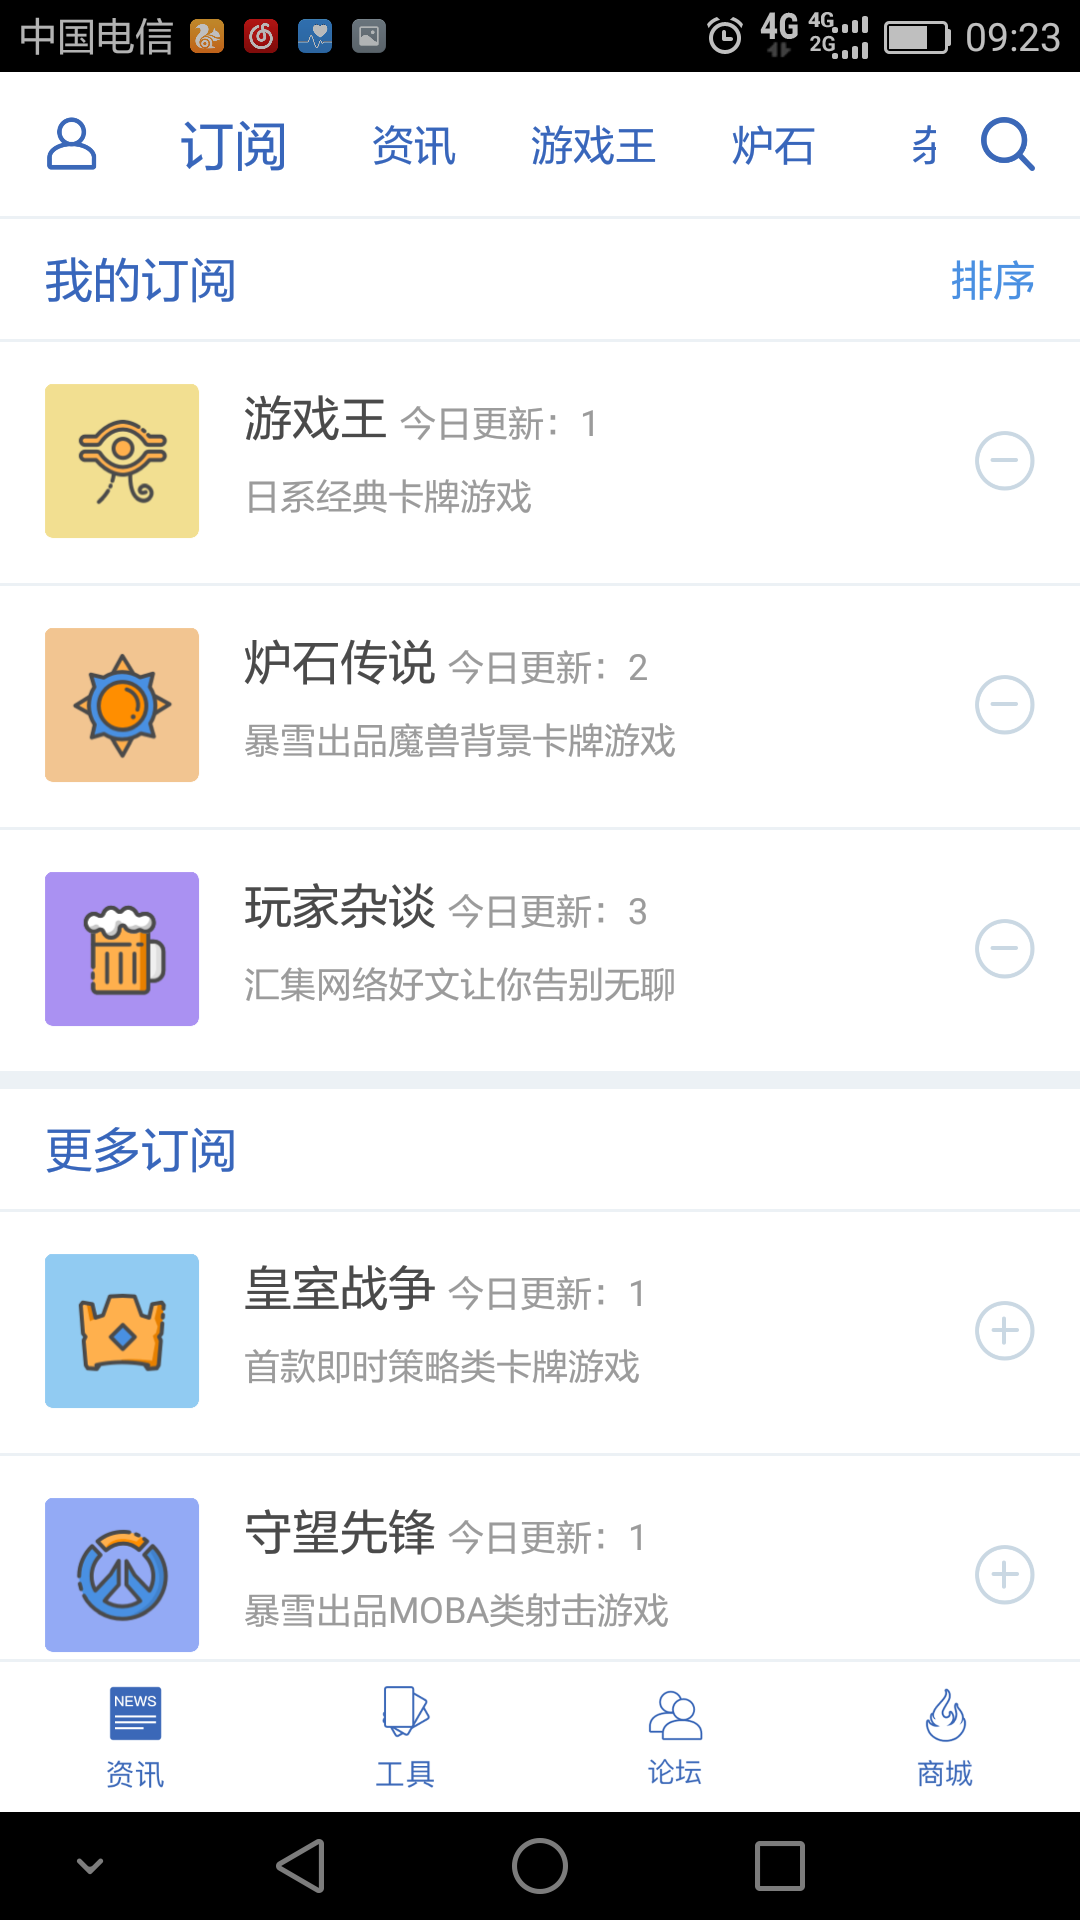 中国电信 4G 4G 2G 09:23
订阅 资讯 游戏王 炉石
我的订阅 排序
游戏王 今日更新：1
日系经典卡牌游戏
炉石传说 今日更新：2
暴雪出品魔兽背景卡牌游戏
玩家杂谈 今日更新：3
汇集网络好文让你告别无聊
更多订阅
皇室战争 今日更新：1
首款即时策略类卡牌游戏
守望先锋 今日更新：1
暴雪出品MOBA类射击游戏
NEWS
资讯 工具 论坛 商城